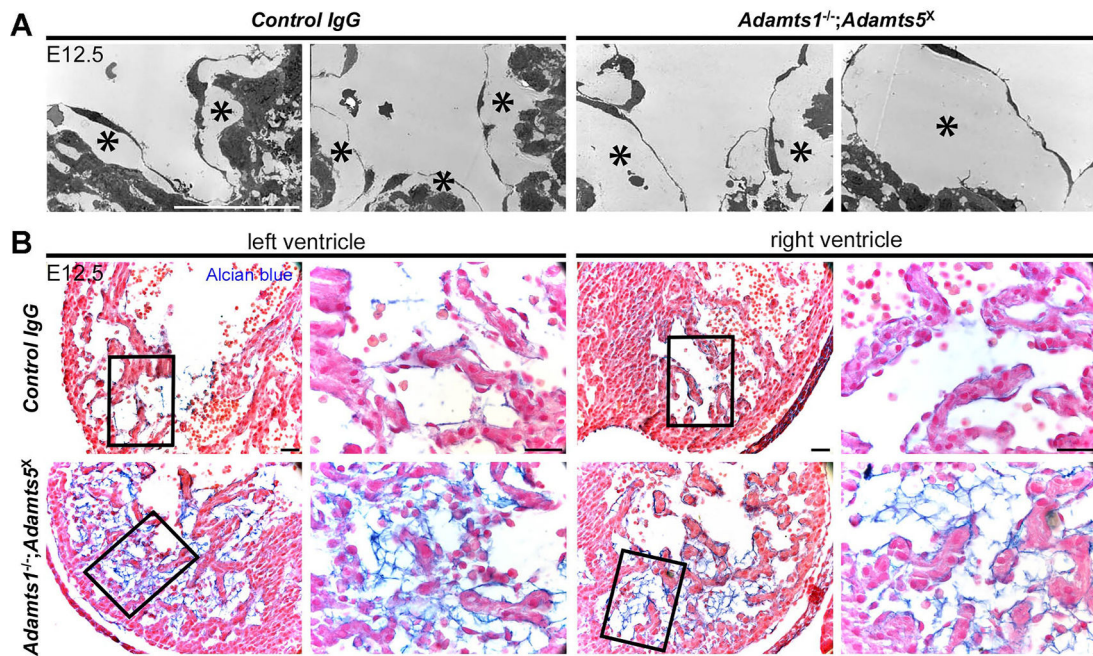 A
Control IgG
Adamts1-/-;Adamts5x
E12.5
* * * * * * * *
B
left ventricle
right ventricle
E12.5
Alcian blue
Control IgG
Adamts1-/-;Adamts5x